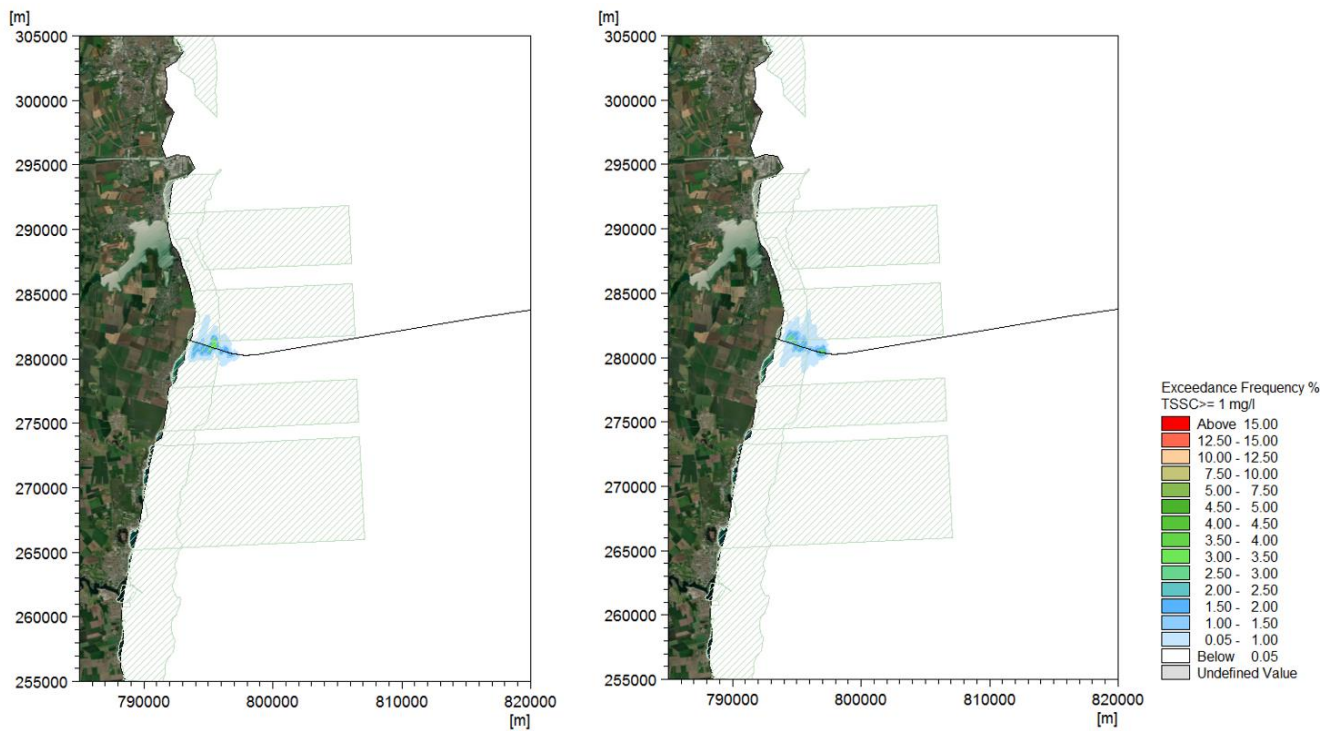 [m]
305000
300000
295000
290000
285000
280000
275000
270000
265000
260000
255000
790000 800000 810000 820000
[m]
[m]
305000
300000
295000
290000
285000
280000
275000
270000
265000
260000
255000
790000 800000 810000 820000
[m]
Exceedance Frequency %
TSSC>= 1 mg/l
Above 15.00
12.50 - 15.00
10.00 - 12.50
7.50 - 10.00
5.00 - 7.50
4.50 - 5.00
4.00 - 4.50
3.50 - 4.00
3.00 - 3.50
2.50 - 3.00
2.00 - 2.50
1.50 - 2.00
1.00 - 1.50
0.05 - 1.00
Below 0.05
Undefined Value